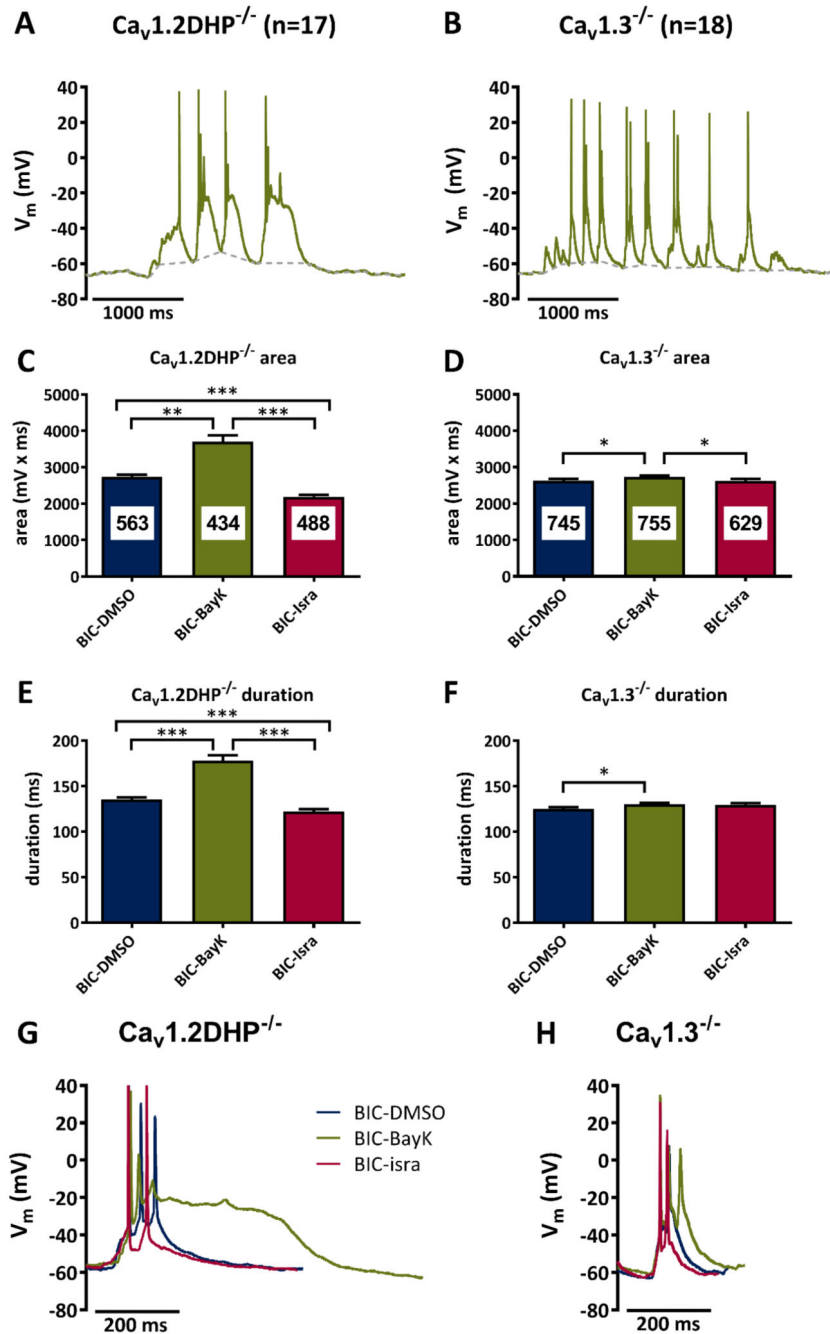 A Caᵥ1.2DHP⁻/⁻ (n=17)
B Caᵥ1.3⁻/⁻ (n=18)
40
20
0
-20
-40
-60
-80
Vₘ (mV)
1000 ms
40
20
0
-20
-40
-60
-80
Vₘ (mV)
1000 ms
C Caᵥ1.2DHP⁻/⁻ area
***
** ***
5000
4000
3000
2000
1000
0
area (mV x ms)
563 434 488
BIC-DMSO BIC-BayK BIC-Isra
D Caᵥ1.3⁻/⁻ area
* *
5000
4000
3000
2000
1000
0
area (mV x ms)
745 755 629
BIC-DMSO BIC-BayK BIC-Isra
E Caᵥ1.2DHP⁻/⁻ duration
***
*** ***
200
150
100
50
0
duration (ms)
BIC-DMSO BIC-BayK BIC-Isra
F Caᵥ1.3⁻/⁻ duration
*
200
150
100
50
0
duration (ms)
BIC-DMSO BIC-BayK BIC-Isra
G Caᵥ1.2DHP⁻/⁻
40
20
0
-20
-40
-60
-80
Vₘ (mV)
BIC-DMSO
BIC-BayK
BIC-isra
200 ms
H Caᵥ1.3⁻/⁻
40
20
0
-20
-40
-60
-80
Vₘ (mV)
200 ms